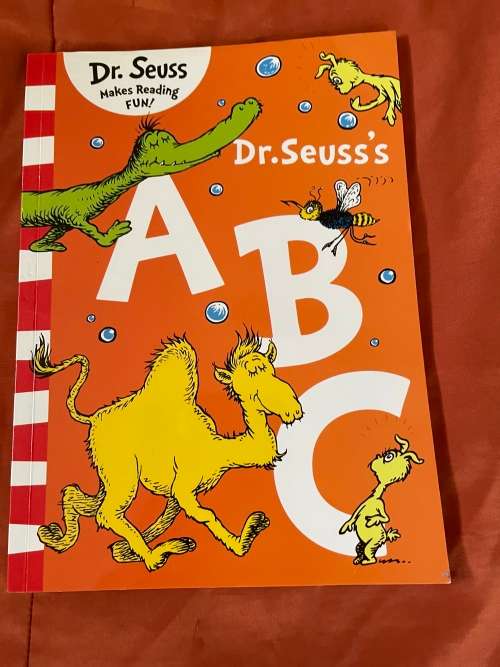 Dr. Seuss
Makes Reading
FUN!
Dr.Seuss's
A
B
C